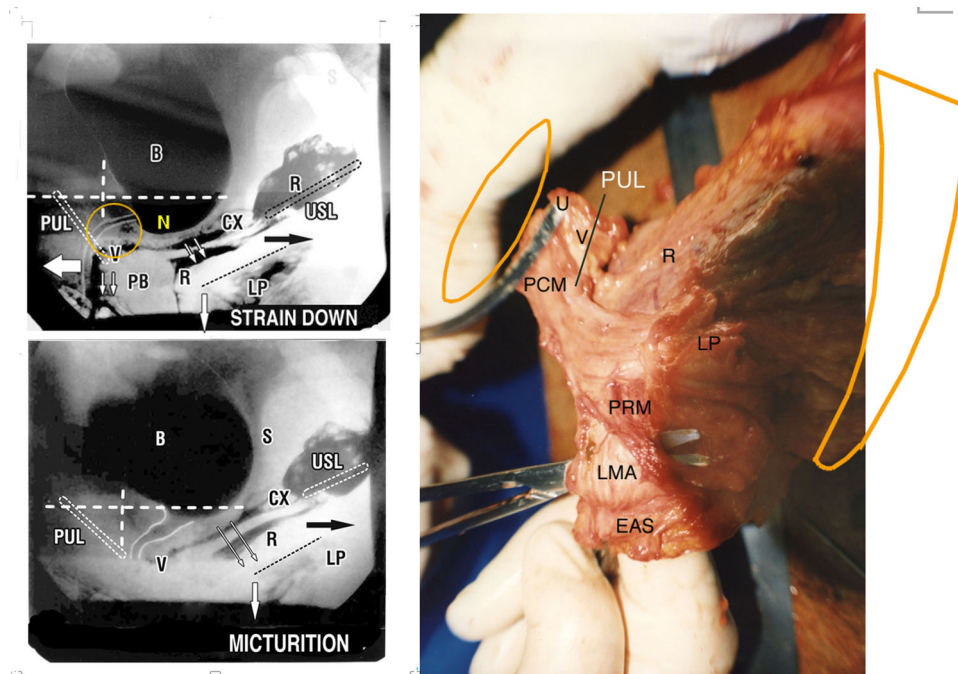 S
B
R
USL
PUL
N
CX
V
PB
R
LP
STRAIN DOWN
B
S
USL
CX
PUL
R
V
LP
MICTURITION
PUL
U
V
R
PCM
LP
PRM
LMA
EAS